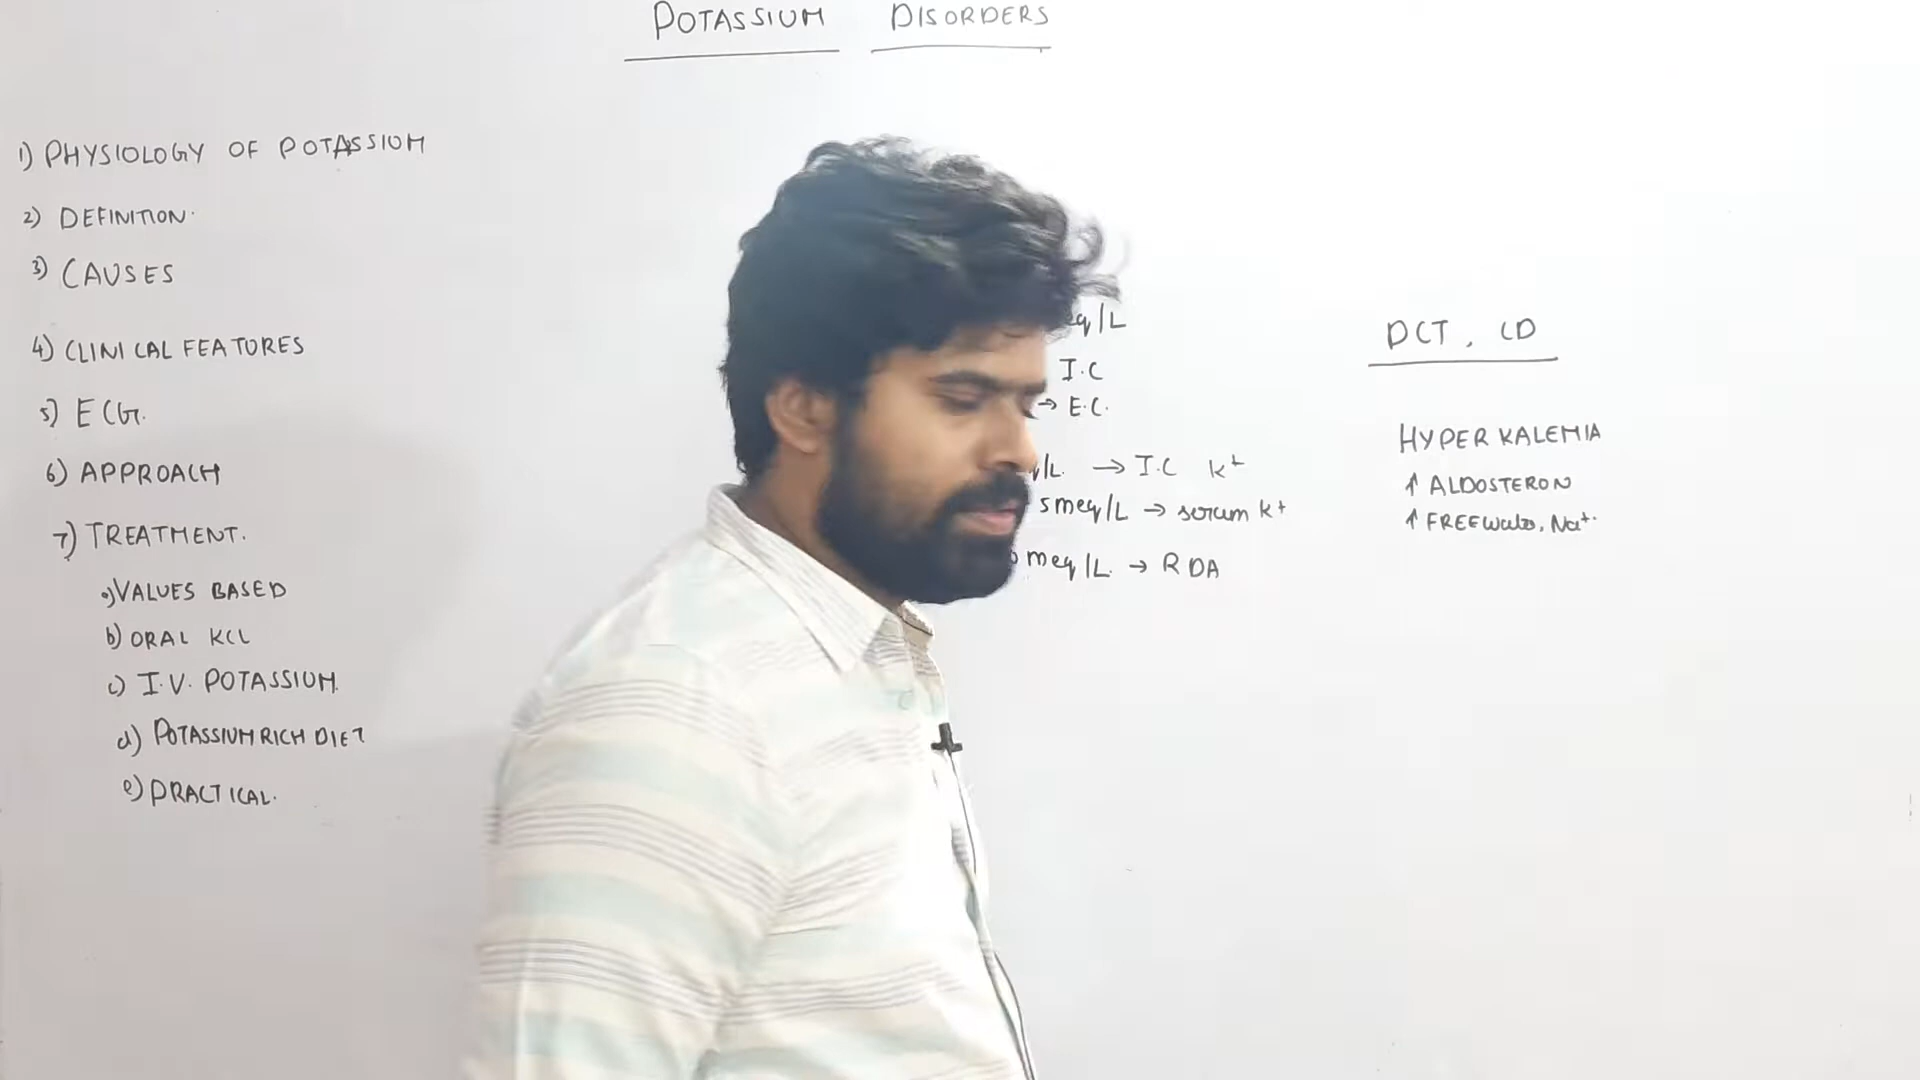 POTASSIUM DISORDERS
1) PHYSIOLOGY OF POTASSIUM
2) DEFINITION.
3) CAUSES
4) CLINICAL FEATURES
5) ECG.
6) APPROACH
7) TREATMENT.
a) VALUES BASED
b) ORAL KCL
c) I.V. POTASSIUM.
d) POTASSIUM RICH DIET
e) PRACTICAL.
eq/L
I.C
→ E.C.
/L. → I.C K+
5meq/L → serum K+
meq/L. → RDA
DCT, CD
HYPERKALEMIA
↑ ALDOSTERON
↑ FREE Na+.